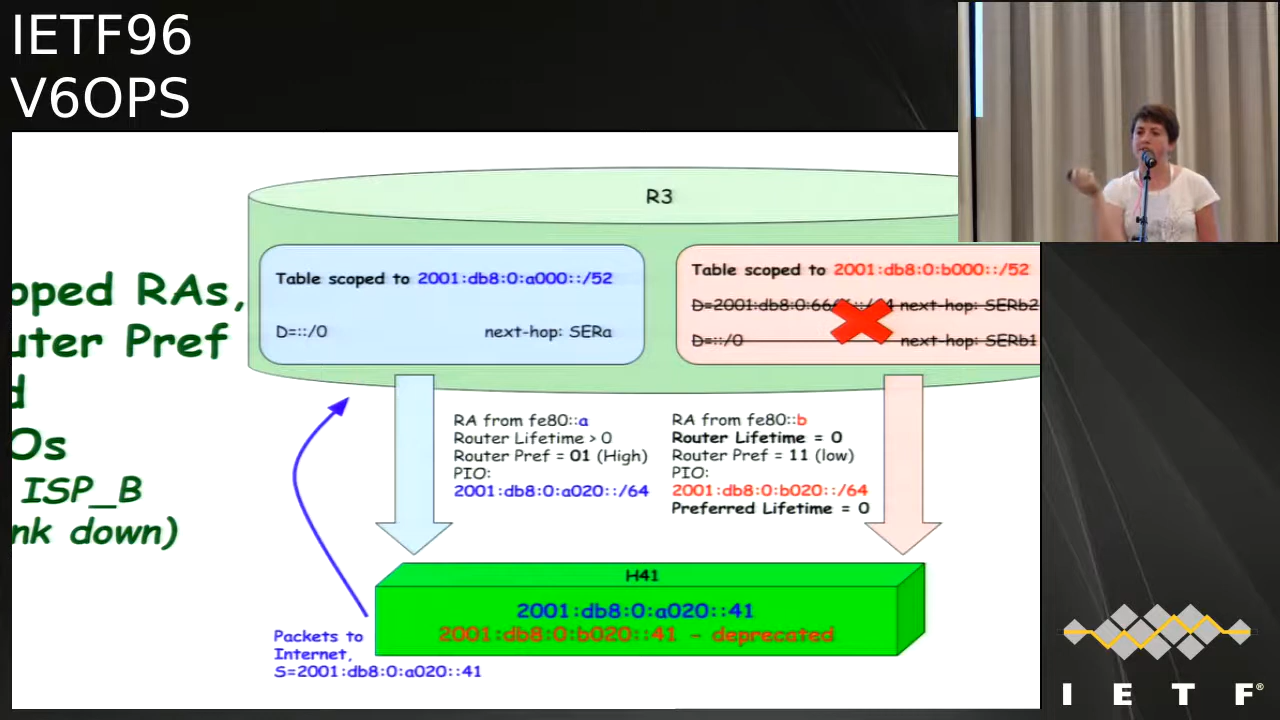 IETF96
V6OPS
oped RAs,
uter Pref
d
Os
ISP_B
nk down)
R3
Table scoped to 2001:db8:0:a000::/52
D=::/0 next-hop: SERa
Table scoped to 2001:db8:0:b000::/52
next-hop: SERb2
D=::/0 next-hop: SERb1
RA from fe80::a
Router Lifetime > 0
Router Pref = 01 (High)
PIO:
2001:db8:0:a020::/64
RA from fe80::b
Router Lifetime = 0
Router Pref = 11 (low)
PIO:
2001:db8:0:b020::/64
Preferred Lifetime = 0
H41
2001:db8:0:a020::41
2001:db8:0:b020::41 - deprecated
Packets to
Internet,
S=2001:db8:0:a020::41
I E T F®